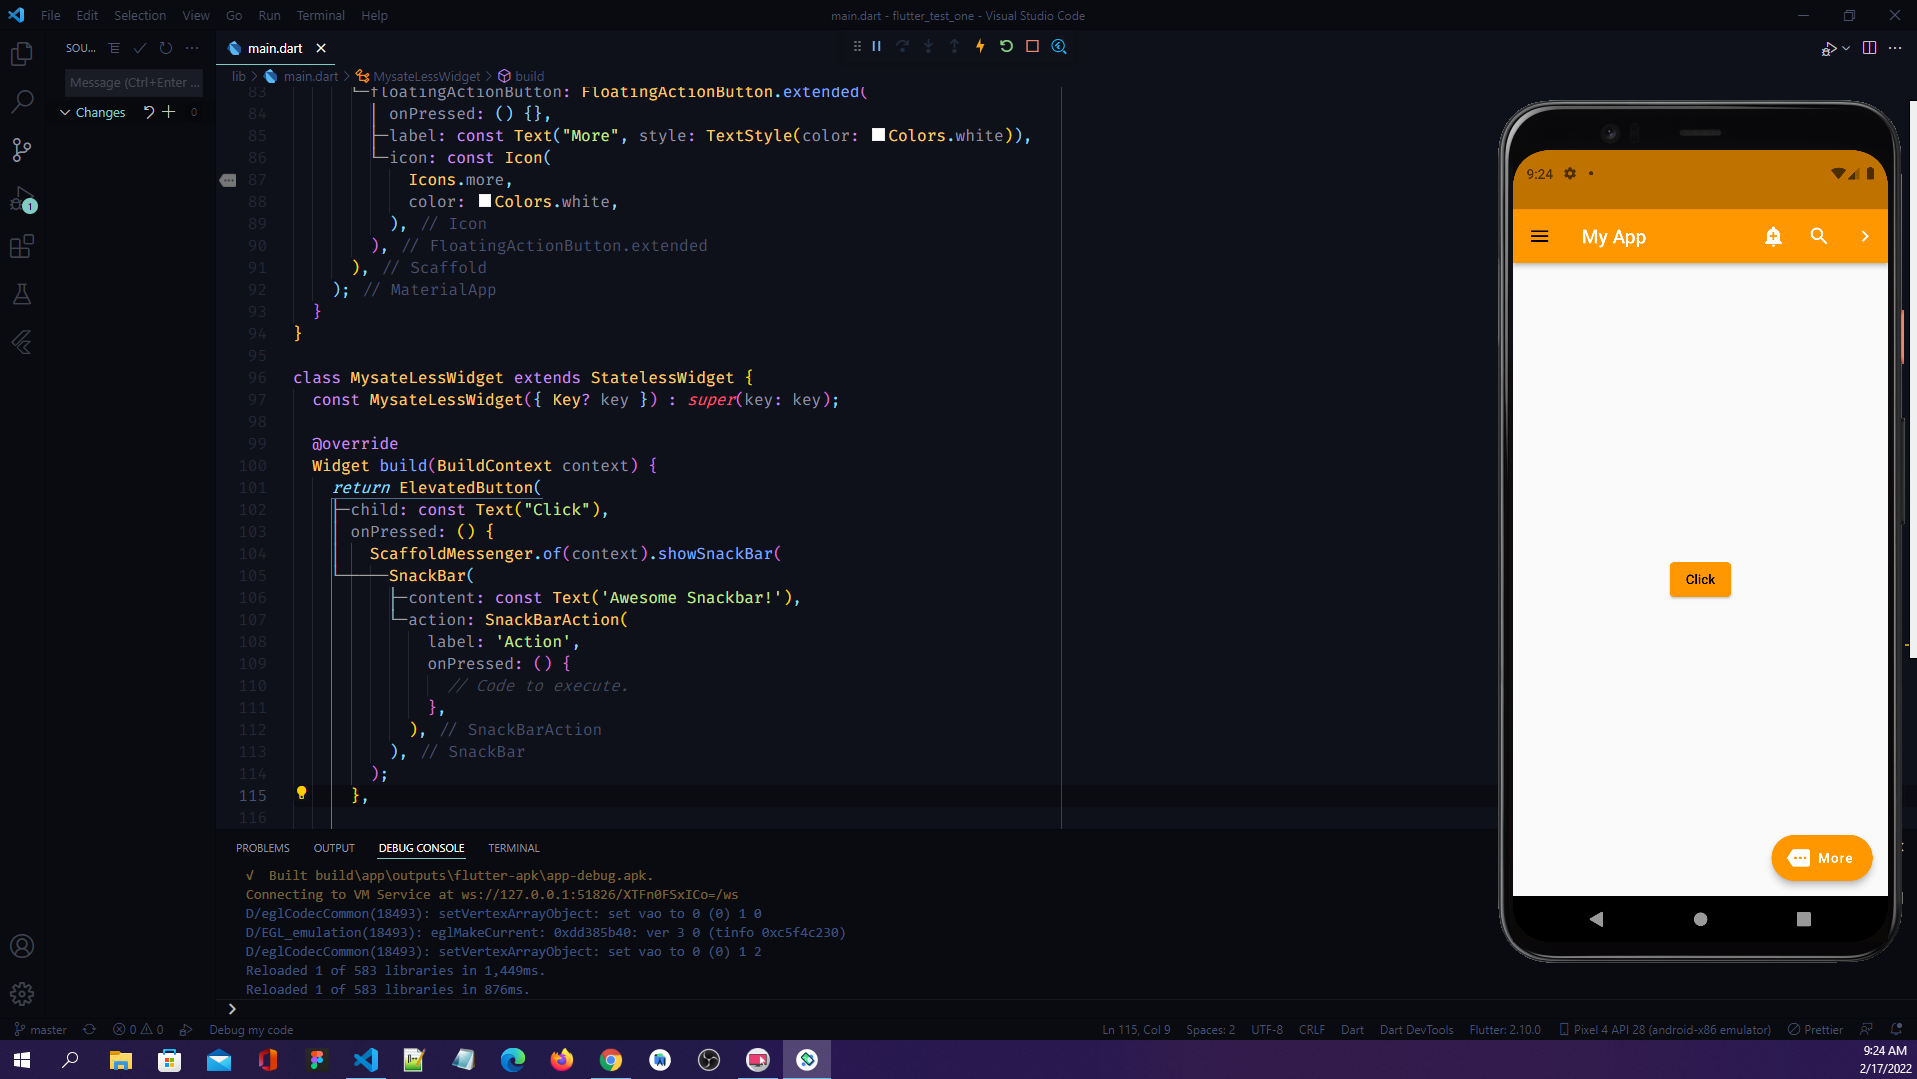 File Edit Selection View Go Run Terminal Help
main.dart - flutter_test_one - Visual Studio Code
SOU...
Message (Ctrl+Enter ...
Changes
0
1
main.dart
lib > main.dart > MysateLessWidget > build
83 floatingActionButton: FloatingActionButton.extended(
84 onPressed: () {},
85 label: const Text("More", style: TextStyle(color: Colors.white)),
86 icon: const Icon(
87 Icons.more,
88 color: Colors.white,
89 ), // Icon
90 ), // FloatingActionButton.extended
91 ), // Scaffold
92 ); // MaterialApp
93 }
94 }
95
96 class MysateLessWidget extends StatelessWidget {
97 const MysateLessWidget({ Key? key }) : super(key: key);
98
99 @override
100 Widget build(BuildContext context) {
101 return ElevatedButton(
102 child: const Text("Click"),
103 onPressed: () {
104 ScaffoldMessenger.of(context).showSnackBar(
105 SnackBar(
106 content: const Text('Awesome Snackbar!'),
107 action: SnackBarAction(
108 label: 'Action',
109 onPressed: () {
110 // Code to execute.
111 },
112 ), // SnackBarAction
113 ), // SnackBar
114 );
115 },
116
PROBLEMS OUTPUT DEBUG CONSOLE TERMINAL
√ Built build\app\outputs\flutter-apk\app-debug.apk.
Connecting to VM Service at ws://127.0.0.1:51826/XTFn0FSxICo=/ws
D/eglCodecCommon(18493): setVertexArrayObject: set vao to 0 (0) 1 0
D/EGL_emulation(18493): eglMakeCurrent: 0xdd385b40: ver 3 0 (tinfo 0xc5f4c230)
D/eglCodecCommon(18493): setVertexArrayObject: set vao to 0 (0) 1 2
Reloaded 1 of 583 libraries in 1,449ms.
Reloaded 1 of 583 libraries in 876ms.
9:24
My App
Click
More
master 0 0 Debug my code
Ln 115, Col 9 Spaces: 2 UTF-8 CRLF Dart Dart DevTools Flutter: 2.10.0 Pixel 4 API 28 (android-x86 emulator) Prettier
9:24 AM
2/17/2022